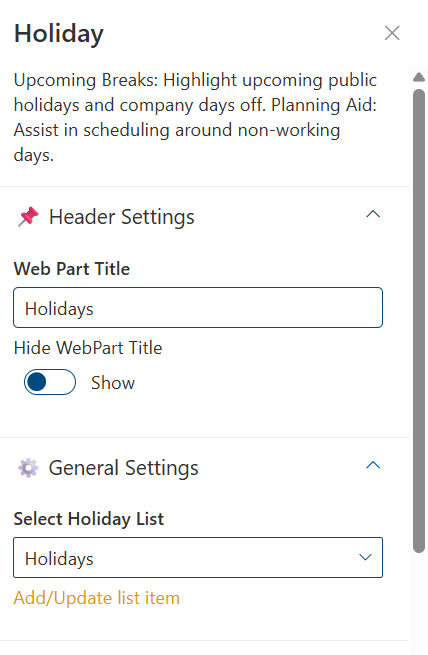 Holiday
Upcoming Breaks: Highlight upcoming public
holidays and company days off. Planning Aid:
Assist in scheduling around non-working
days.
Header Settings
Web Part Title
Holidays
Hide WebPart Title
Show
General Settings
Select Holiday List
Holidays
Add/Update list item